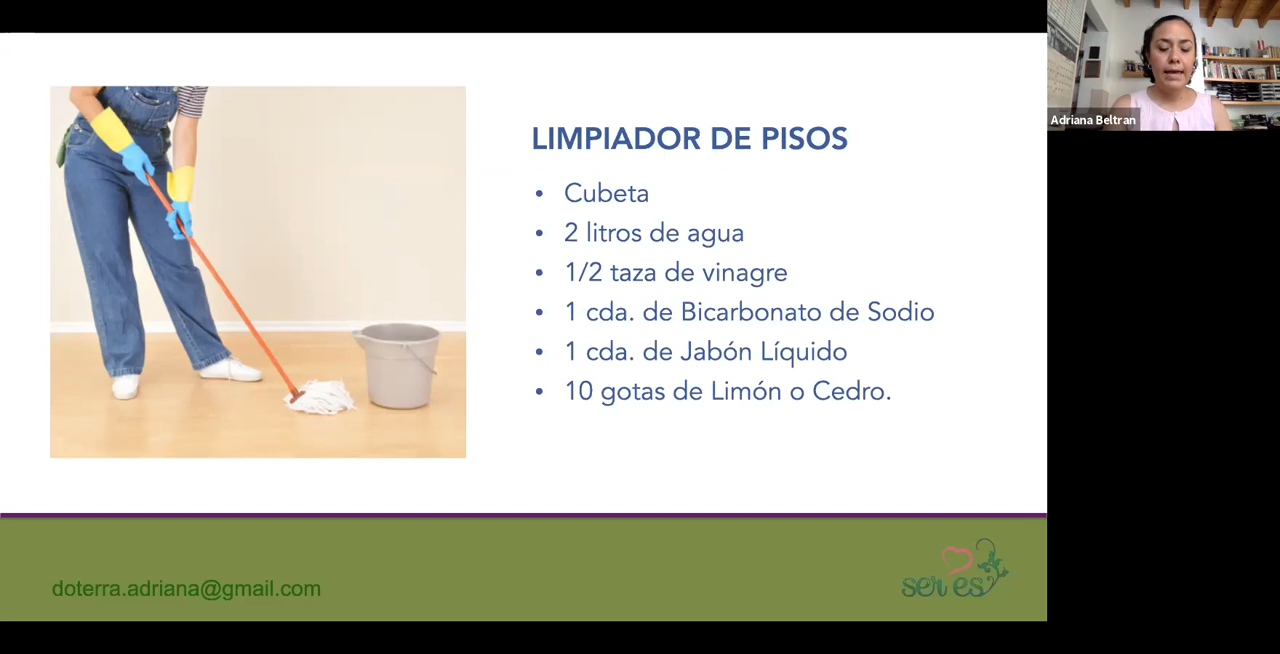 LIMPIADOR DE PISOS
• Cubeta
• 2 litros de agua
• 1/2 taza de vinagre
• 1 cda. de Bicarbonato de Sodio
• 1 cda. de Jabón Líquido
• 10 gotas de Limón o Cedro.
doterra.adriana@gmail.com
ser es
Adriana Beltran